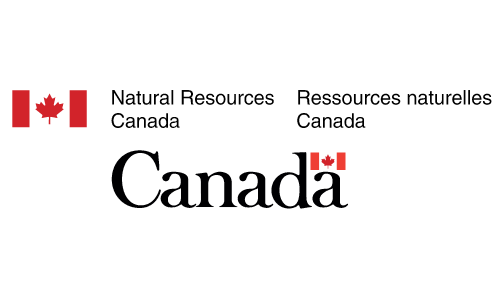 Natural Resources
Canada
Ressources naturelles
Canada
Canada